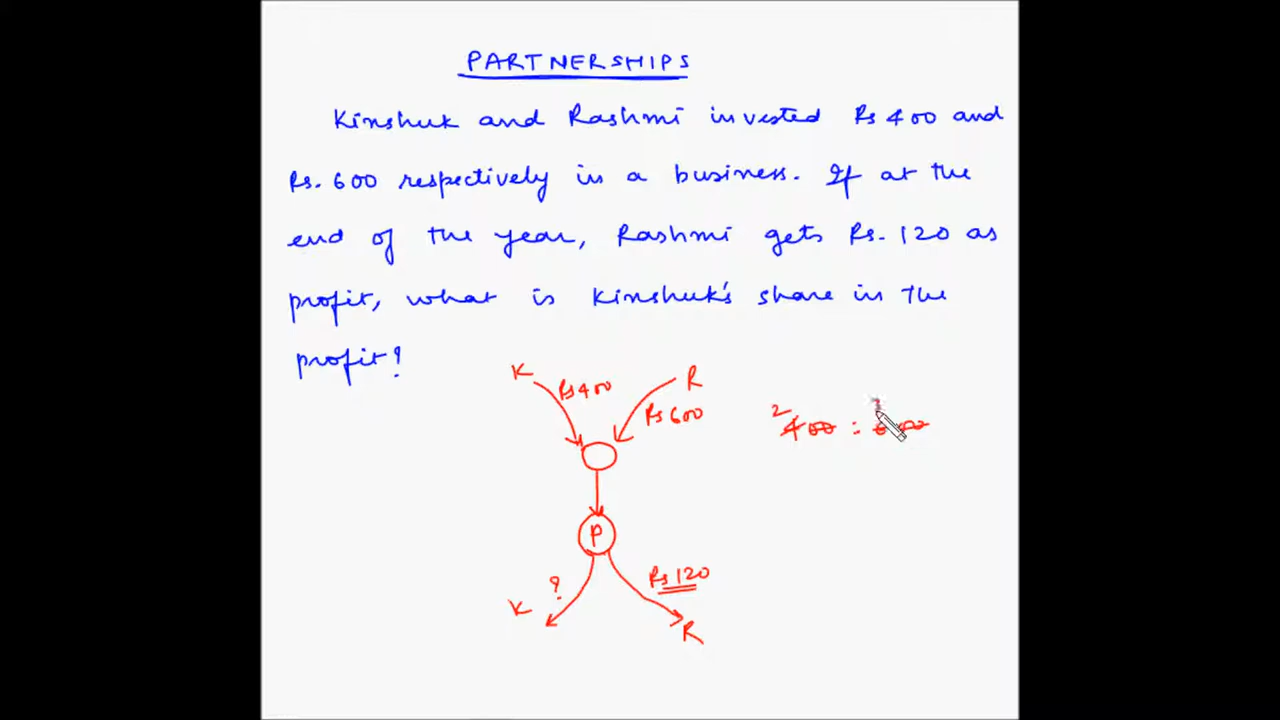 PARTNERSHIPS
Kinshuk and Rashmi invested Rs 400 and
Rs. 600 respectively in a business. If at the
end of the year, Rashmi gets Rs. 120 as
profit, what is Kinshuk's share in the
profit?
K Rs 400 R
Rs 600
2
400 : 600
P
? Rs 120
K R